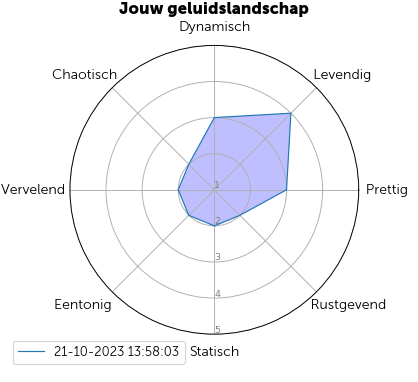 Jouw geluidslandschap
Dynamisch
Chaotisch
Levendig
Vervelend
1
Prettig
2
3
4
Eentonig
Rustgevend
5
21-10-2023 13:58:03
Statisch